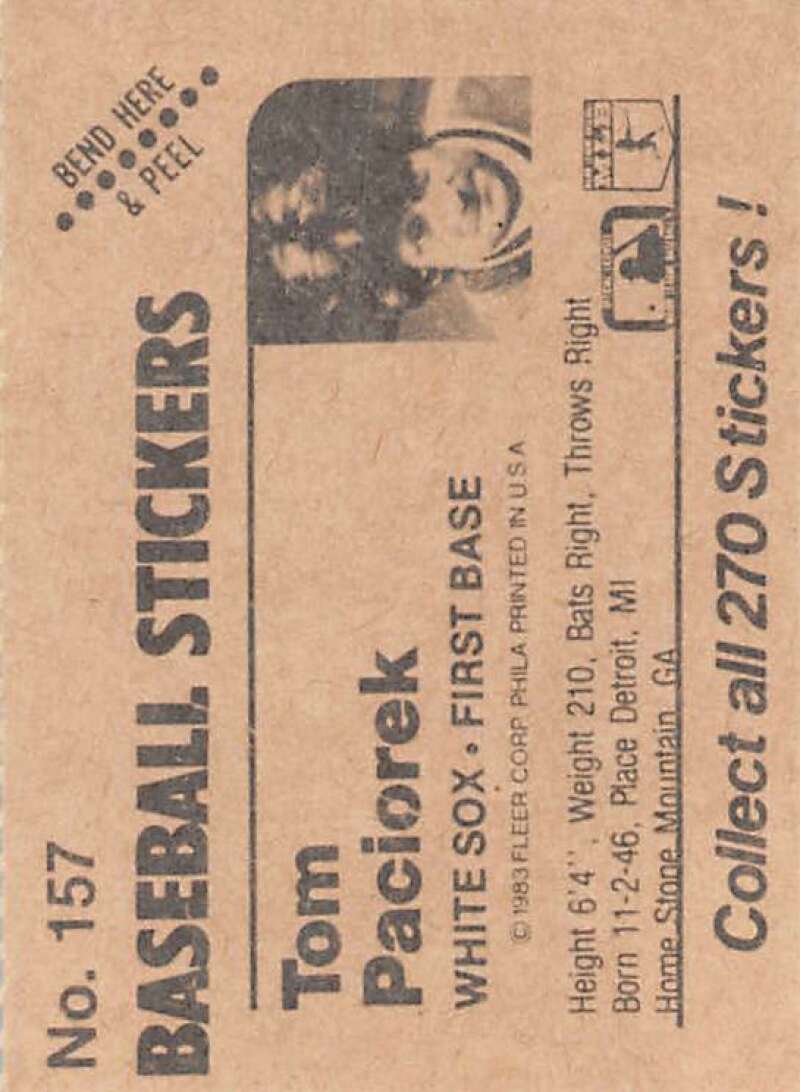 No. 157
BEND HERE
& PEEL
BASEBALL STICKERS
Tom
Paciorek
WHITE SOX • FIRST BASE
© 1983 FLEER CORP. PHILA. PRINTED IN U.S.A
Height 6'4'', Weight 210, Bats Right, Throws Right
Born 11-2-46, Place Detroit, MI
Home Stone Mountain, GA
Collect all 270 Stickers!